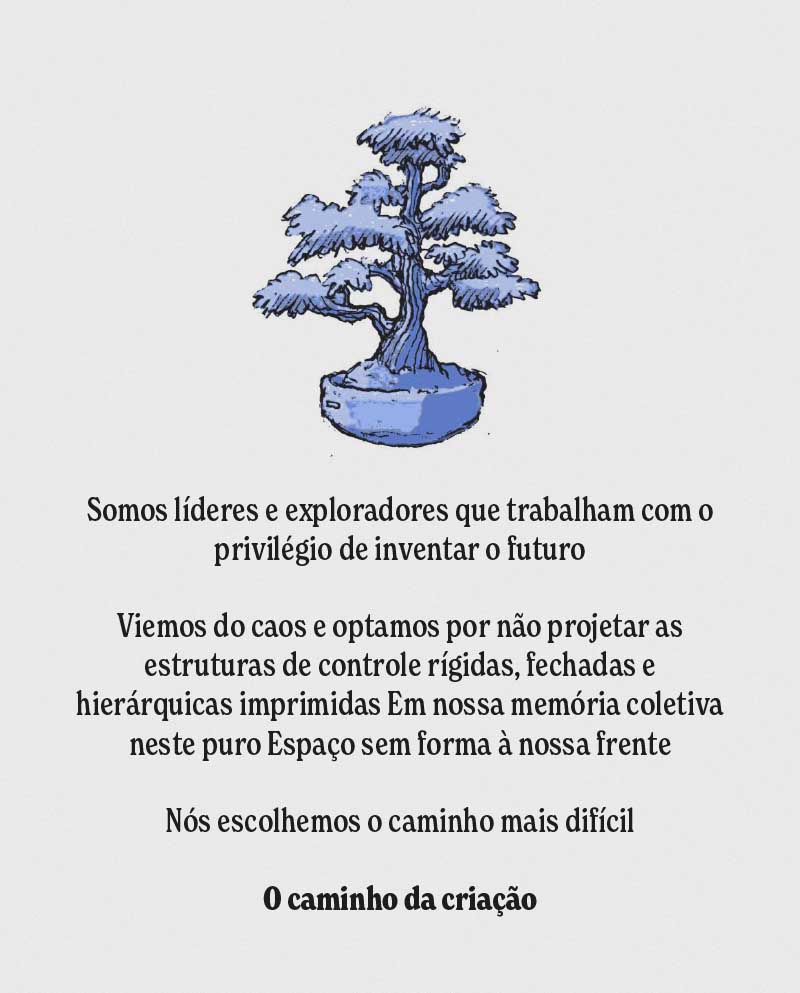 Somos líderes e exploradores que trabalham com o
privilégio de inventar o futuro
Viemos do caos e optamos por não projetar as
estruturas de controle rígidas, fechadas e
hierárquicas imprimidas Em nossa memória coletiva
neste puro Espaço sem forma à nossa frente
Nós escolhemos o caminho mais difícil
O caminho da criação